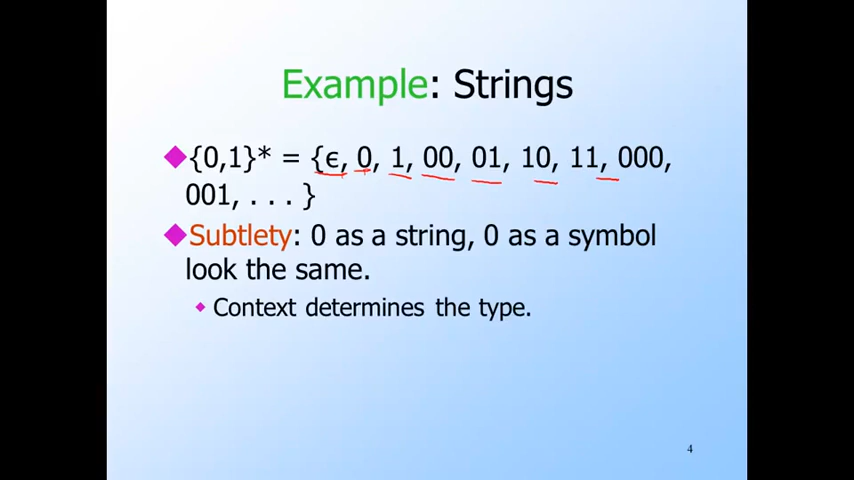 Example: Strings
{0,1}* = {ϵ, 0, 1, 00, 01, 10, 11, 000,
001, . . . }
Subtlety: 0 as a string, 0 as a symbol
look the same.
Context determines the type.
4